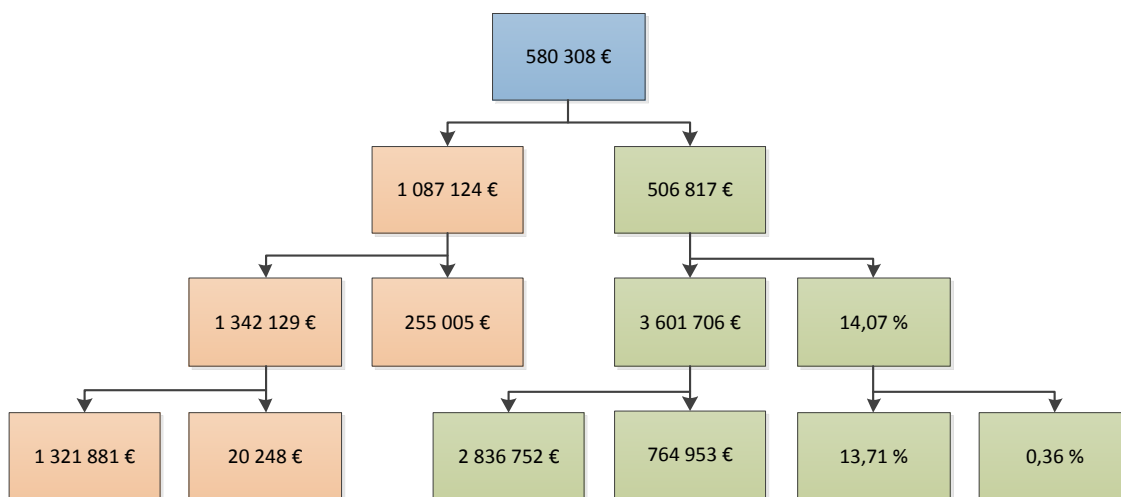 580 308 €
1 087 124 €
506 817 €
1 342 129 €
255 005 €
3 601 706 €
14,07 %
1 321 881 €
20 248 €
2 836 752 €
764 953 €
13,71 %
0,36 %